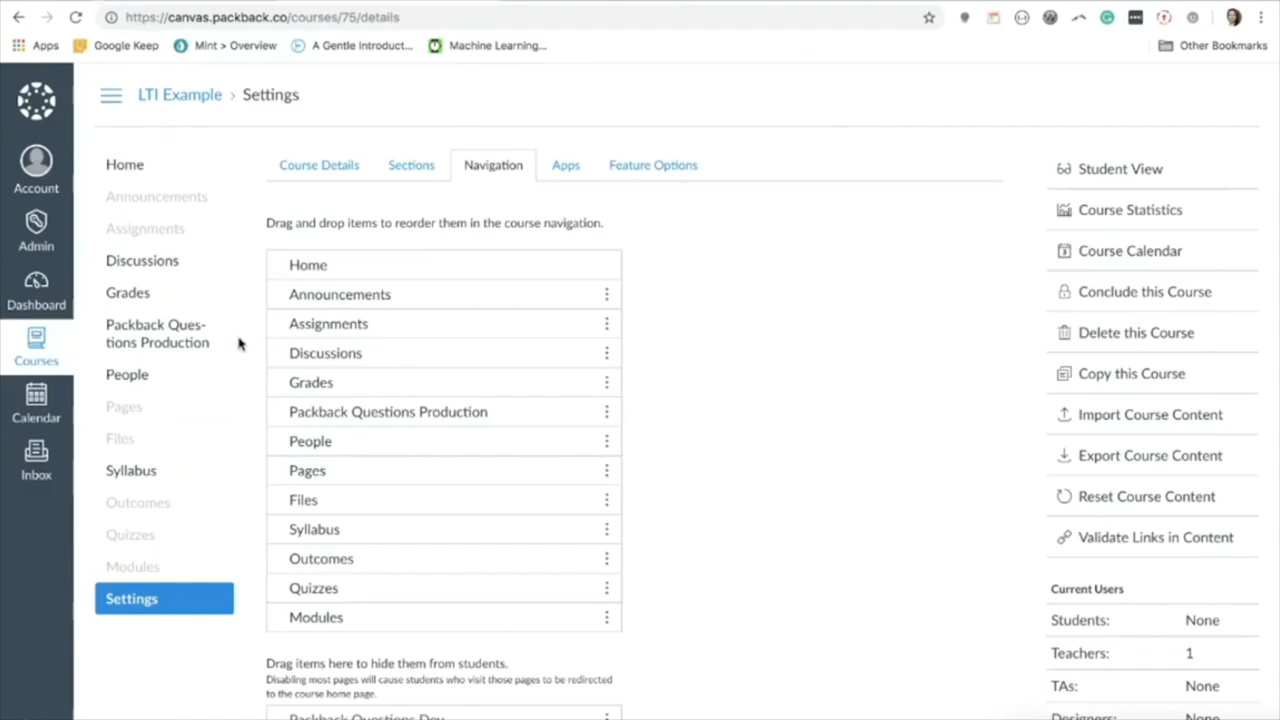 https://canvas.packback.co/courses/75/details
Apps
Google Keep
Mint > Overview
A Gentle Introduct...
Machine Learning...
Other Bookmarks
LTI Example › Settings
Account
Admin
Dashboard
Courses
Calendar
Inbox
Home
Announcements
Assignments
Discussions
Grades
Packback Ques-
tions Production
People
Pages
Files
Syllabus
Outcomes
Quizzes
Modules
Settings
Course Details
Sections
Navigation
Apps
Feature Options
Drag and drop items to reorder them in the course navigation.
Home
Announcements
Assignments
Discussions
Grades
Packback Questions Production
People
Pages
Files
Syllabus
Outcomes
Quizzes
Modules
Drag items here to hide them from students.
Disabling most pages will cause students who visit those pages to be redirected
to the course home page.
Packback Questions Dev
Student View
Course Statistics
Course Calendar
Conclude this Course
Delete this Course
Copy this Course
Import Course Content
Export Course Content
Reset Course Content
Validate Links in Content
Current Users
Students: None
Teachers: 1
TAs: None
Designers: None